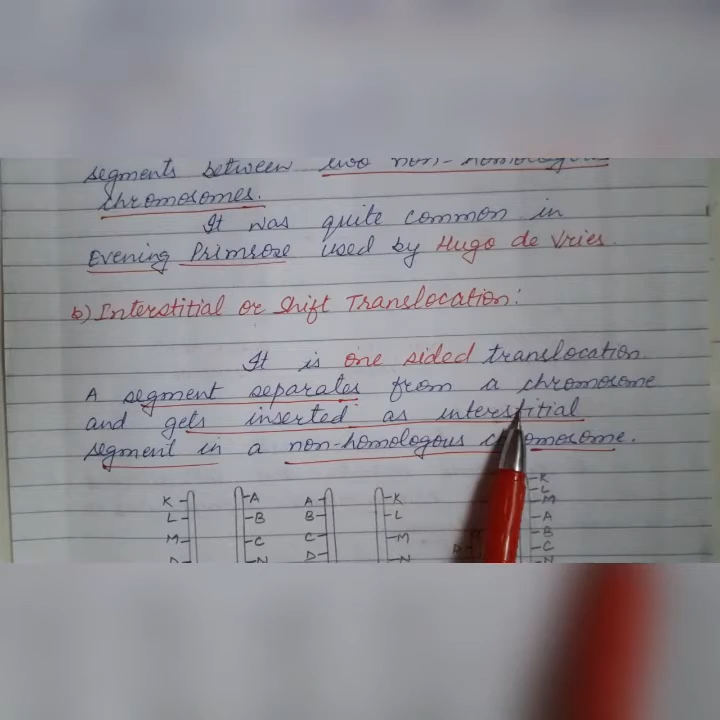 segments between two non-homologous
chromosomes.
It was quite common in
Evening Primrose used by Hugo de Vries.
b) Interstitial or Shift Translocation:
It is one sided translocation.
A segment separates from a chromosome
and gets inserted as interstitial
segment in a non-homologous chromosome.
K A A K K
L B B L L
M C C M M
D N D N A
B
D C
N